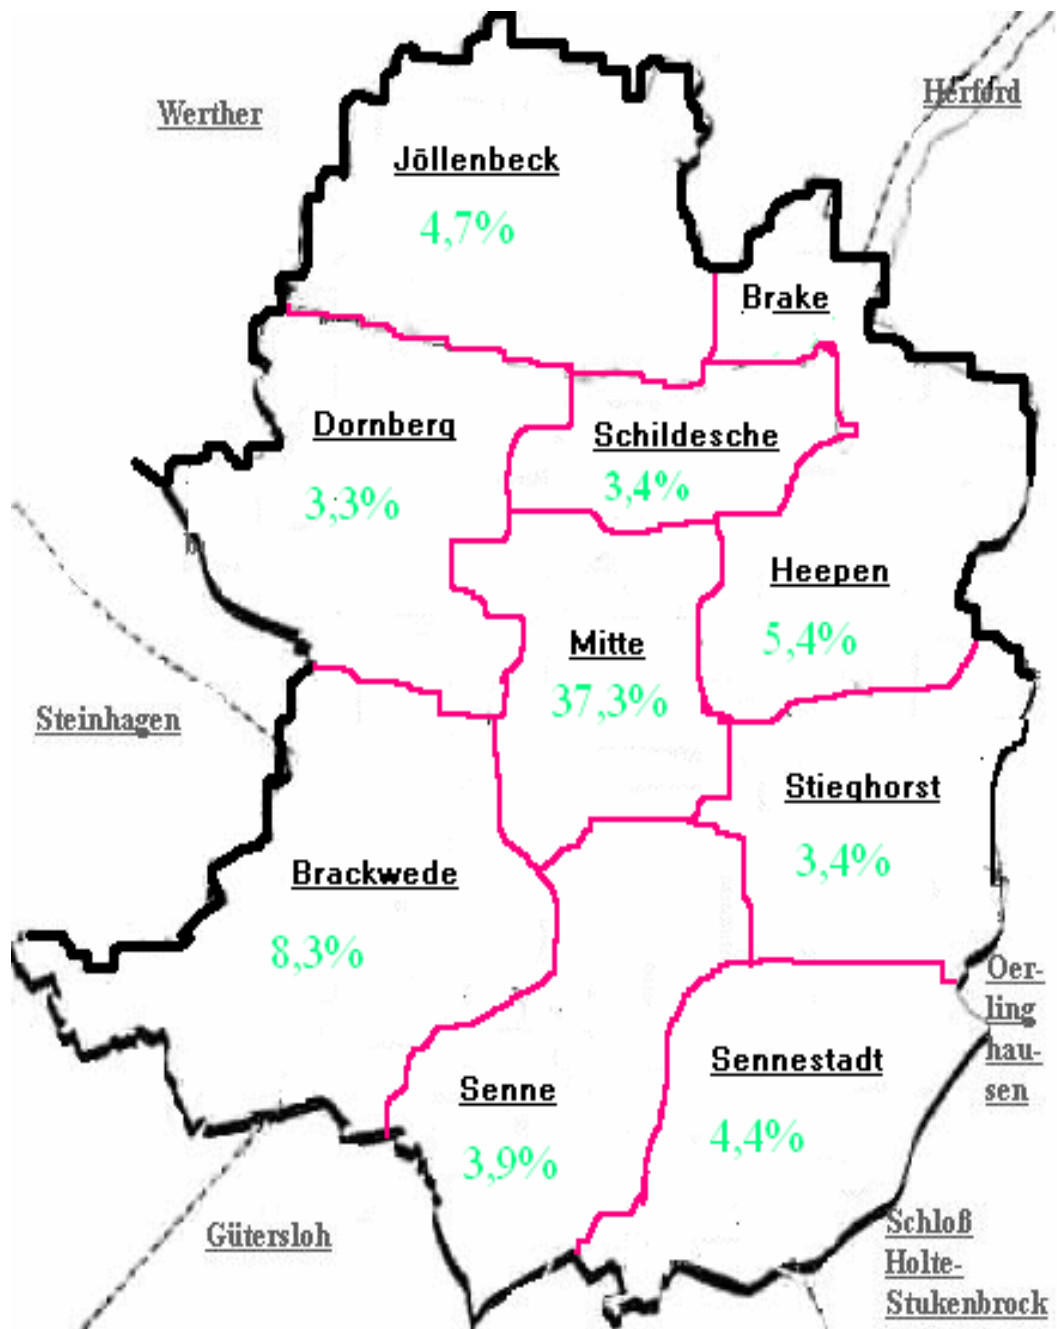 Herford
Werther
Jöllenbeck
4,7%
Brake
Dornberg
Schildesche
3,4%
3,3%
Heepen
5,4%
Mitte
37,3%
Steinhagen
Stieghorst
3,4%
Brackwede
8,3%
Oer-
ling
hau-
sen
Sennestadt
4,4%
Senne
3,9%
Gütersloh
Schloß
Holte-
Stukenbrock